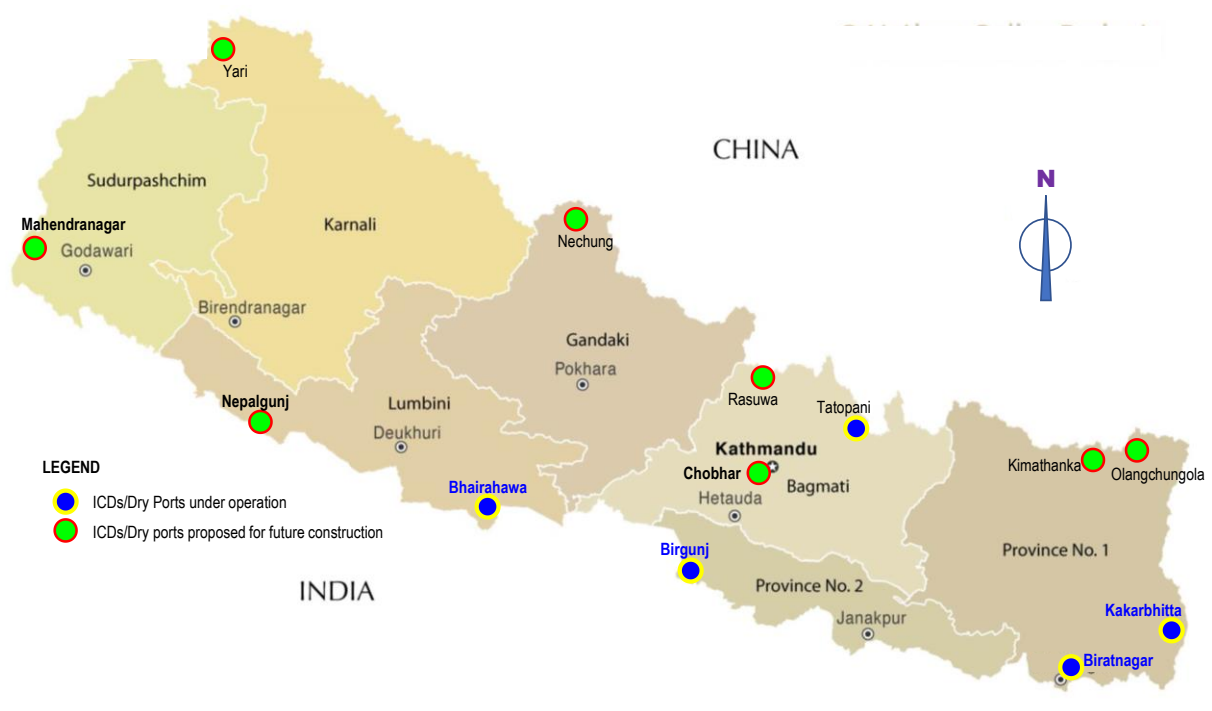 Yari
CHINA
N
Sudurpashchim
Mahendranagar
Godawari
Karnali
Nechung
Birendranagar
Gandaki
Pokhara
Nepalgunj
Lumbini
Deukhuri
Rasuwa
Tatopani
Kathmandu
Chobhar
Bagmati
Hetauda
Kimathanka
Olangchungola
LEGEND
ICDs/Dry Ports under operation
ICDs/Dry ports proposed for future construction
Bhairahawa
Birgunj
Province No. 1
INDIA
Province No. 2
Janakpur
Kakarbhitta
Biratnagar